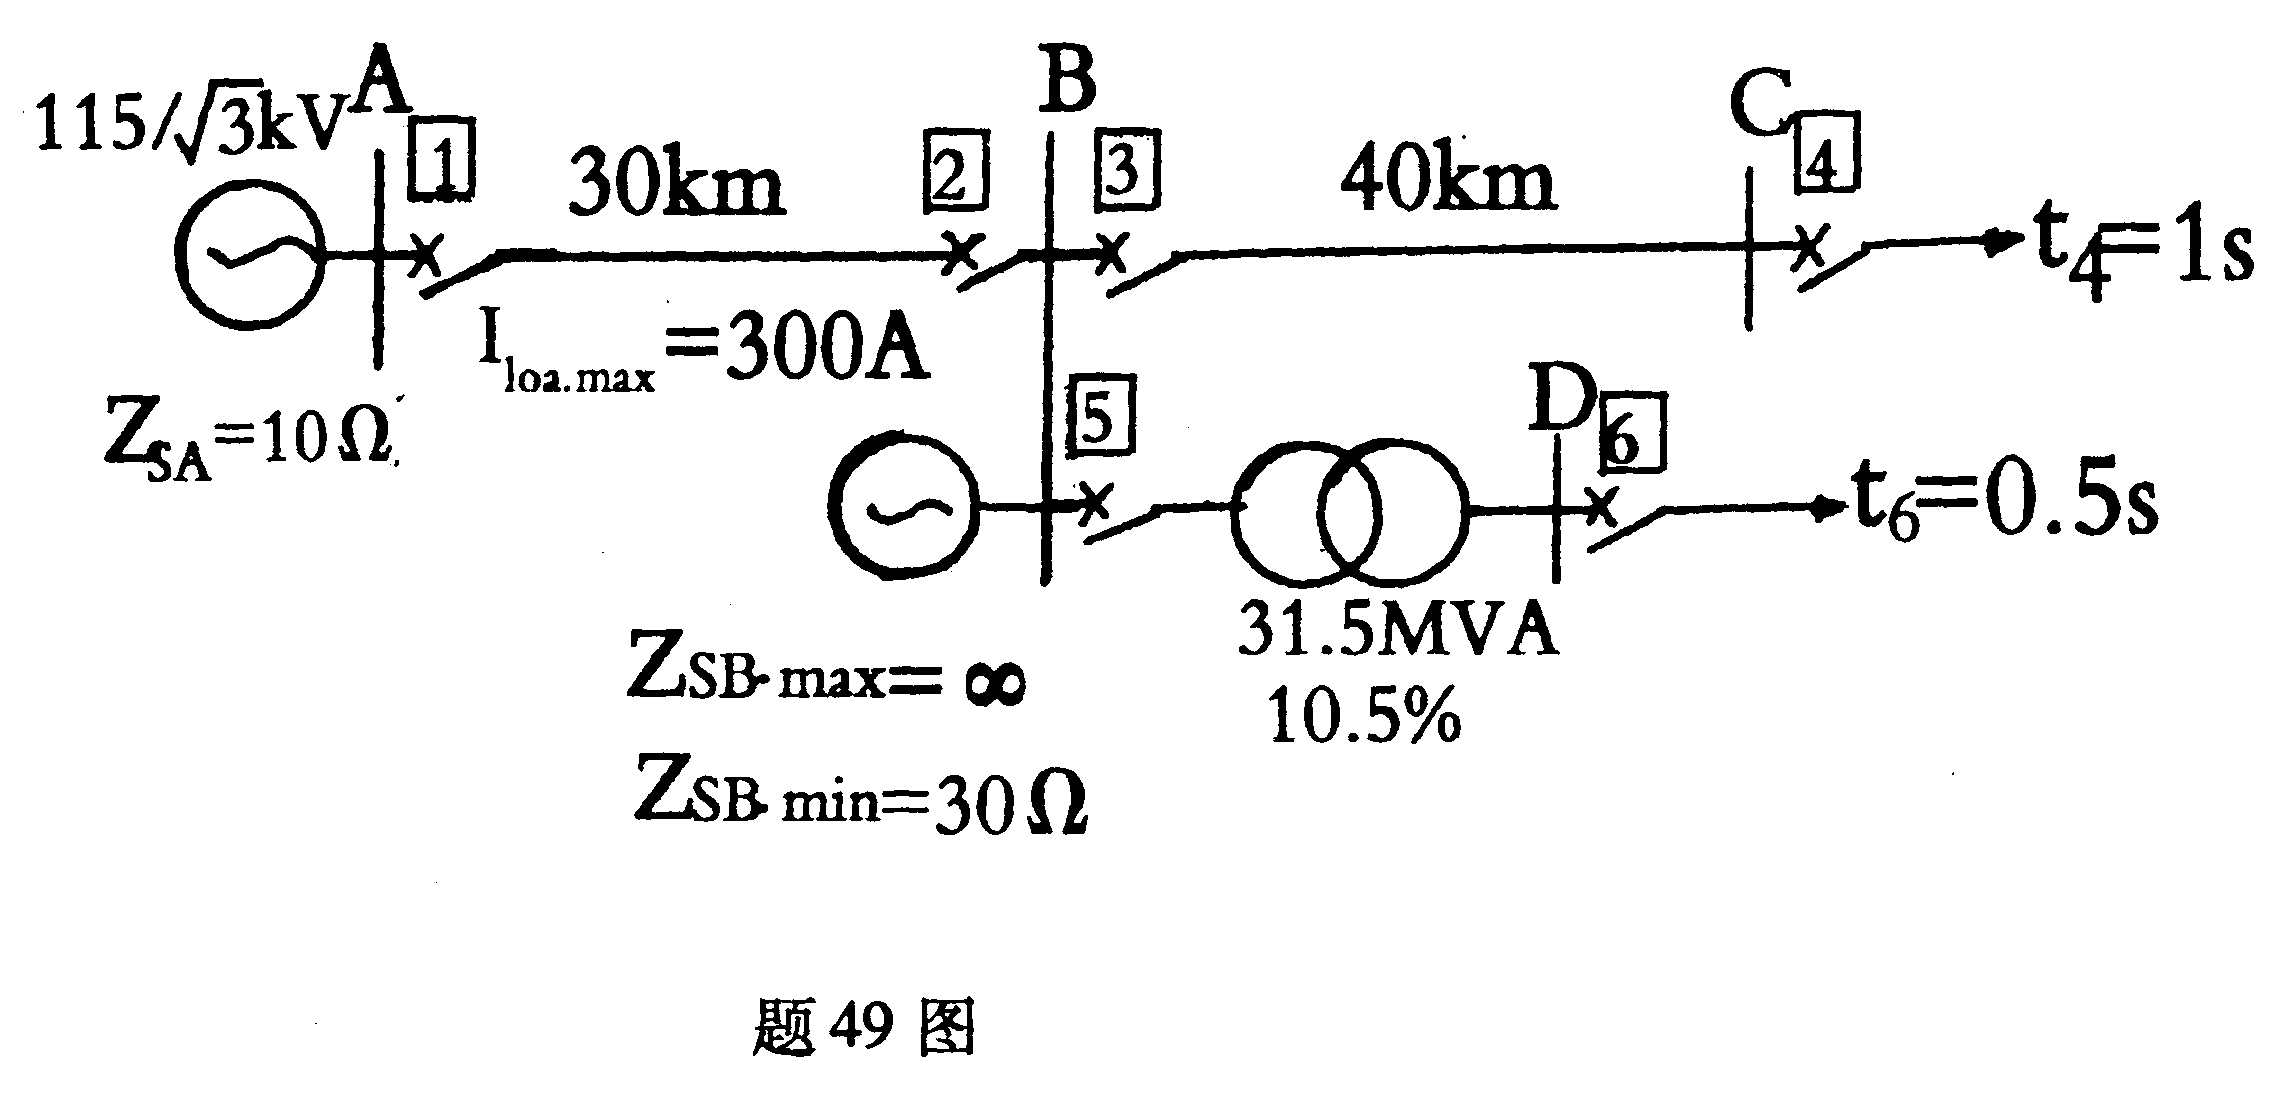 115/√3kV A B C
1 30km 2 3 40km 4
t4=1s
Iloa.max=300A
ZSA=10Ω
5 D 6
t6=0.5s
31.5MVA
10.5%
ZSB·max=∞
ZSB·min=30Ω
题49图